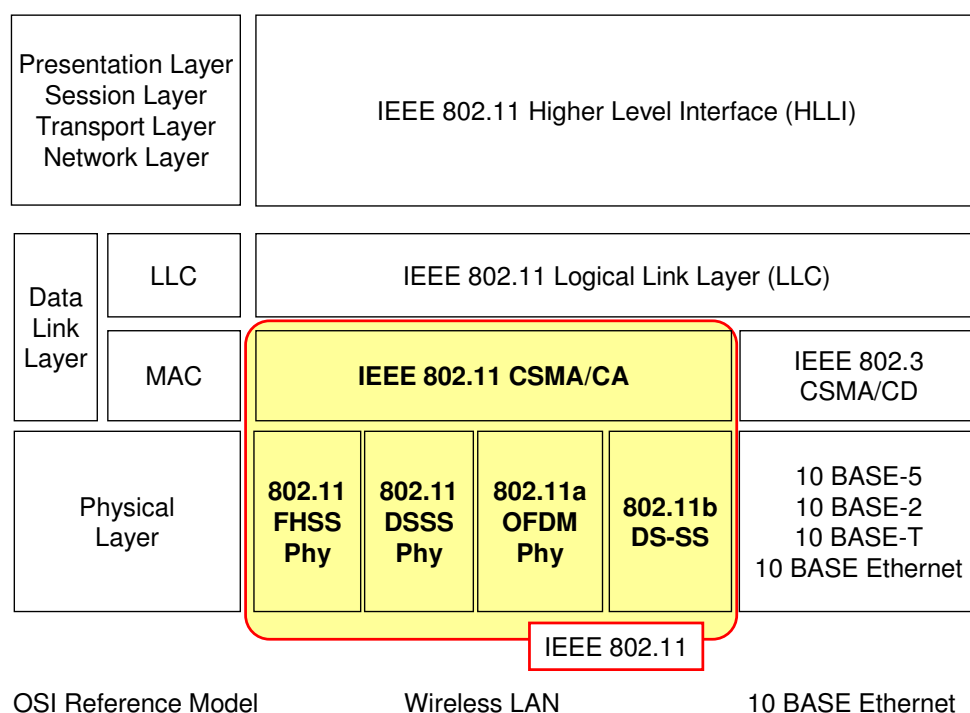 Presentation Layer
Session Layer
Transport Layer
Network Layer
IEEE 802.11 Higher Level Interface (HLLI)
Data
Link
Layer
LLC
IEEE 802.11 Logical Link Layer (LLC)
MAC
IEEE 802.11 CSMA/CA
IEEE 802.3
CSMA/CD
Physical
Layer
802.11
FHSS
Phy
802.11
DSSS
Phy
802.11a
OFDM
Phy
802.11b
DS-SS
10 BASE-5
10 BASE-2
10 BASE-T
10 BASE Ethernet
IEEE 802.11
OSI Reference Model
Wireless LAN
10 BASE Ethernet